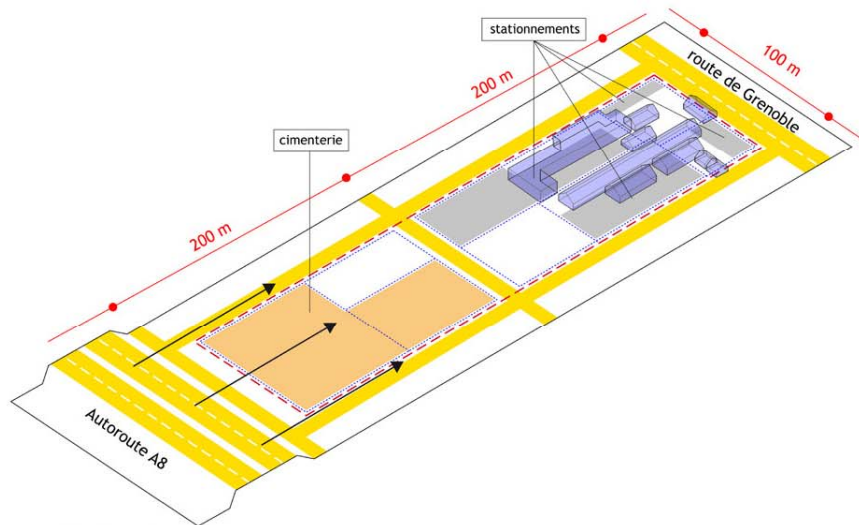 stationnements
200 m
100 m
route de Grenoble
cimenterie
200 m
Autoroute A8